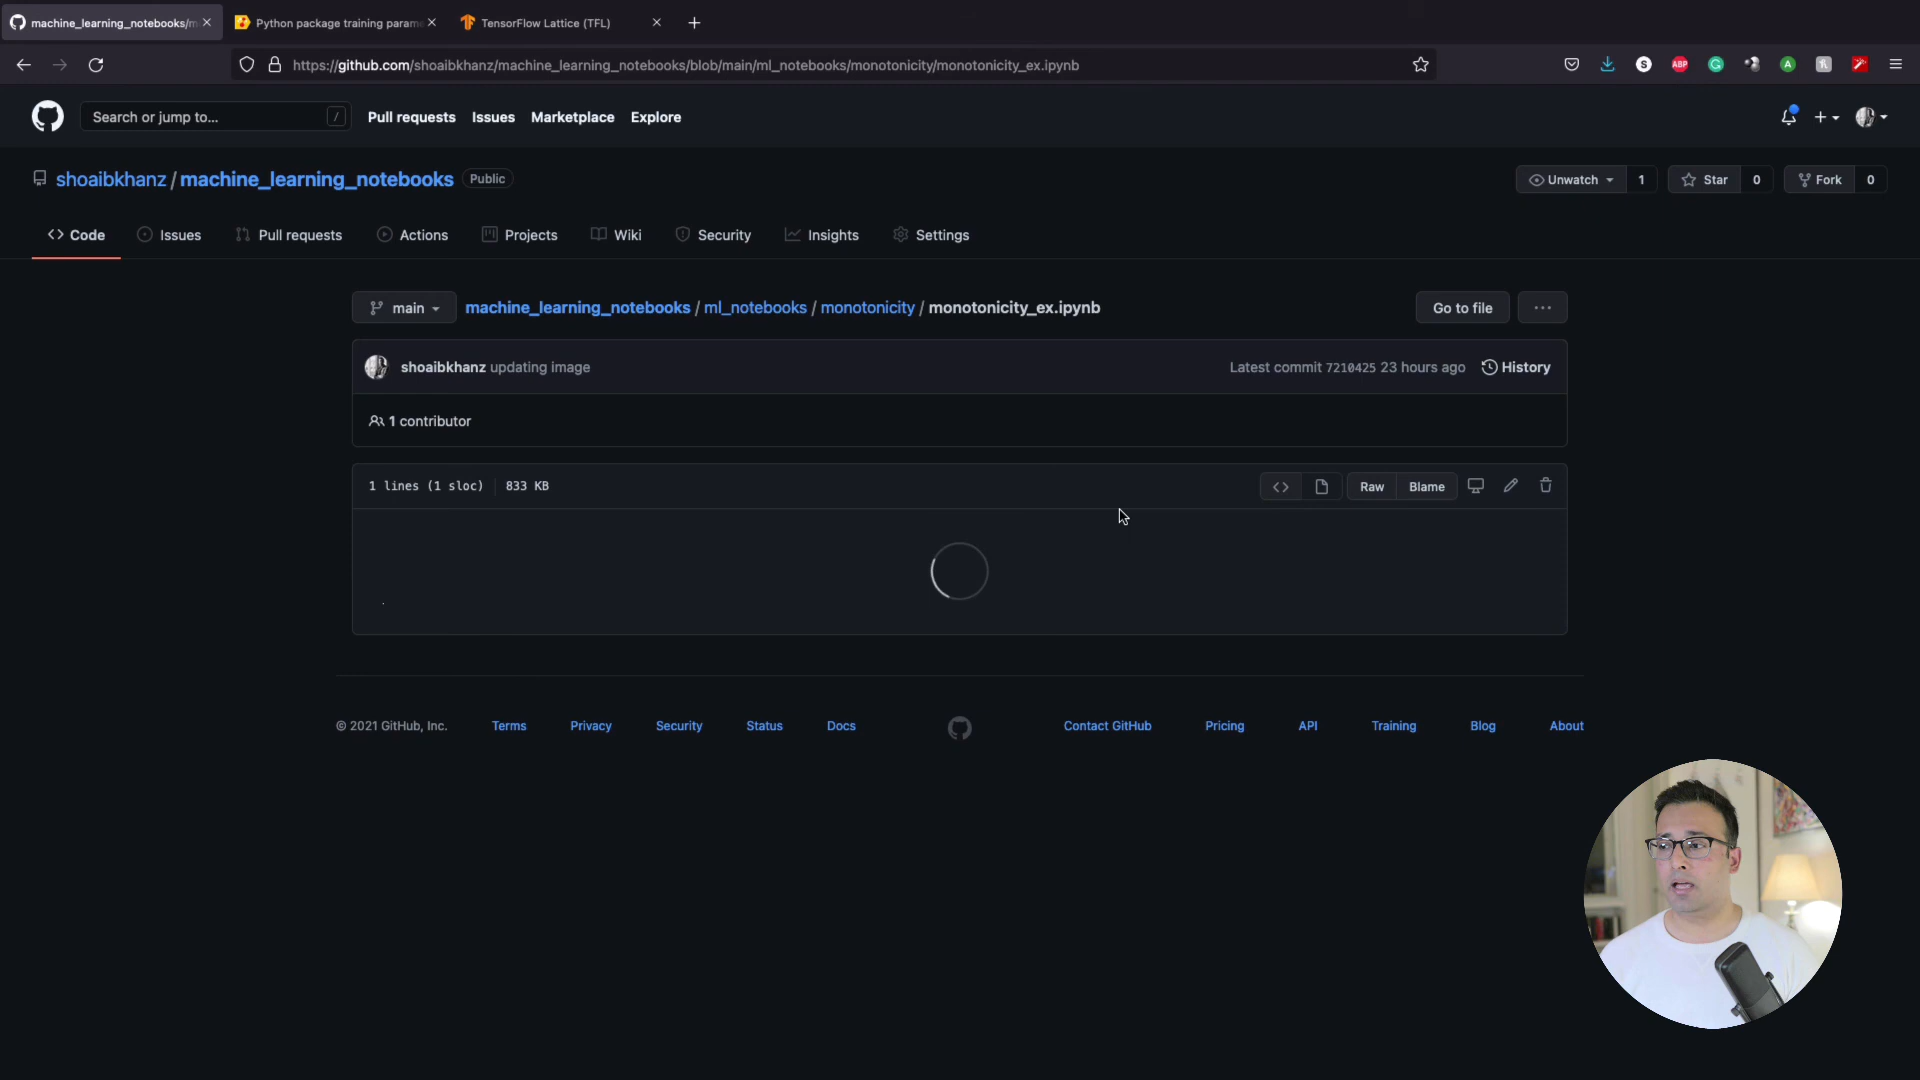 machine_learning_notebooks/m
Python package training param
TensorFlow Lattice (TFL)
https://github.com/shoaibkhanz/machine_learning_notebooks/blob/main/ml_notebooks/monotonicity/monotonicity_ex.ipynb
ABP
Search or jump to... /
Pull requests Issues Marketplace Explore
shoaibkhanz / machine_learning_notebooks Public
Unwatch 1 Star 0 Fork 0
Code Issues Pull requests Actions Projects Wiki Security Insights Settings
main machine_learning_notebooks / ml_notebooks / monotonicity / monotonicity_ex.ipynb Go to file ...
shoaibkhanz updating image Latest commit 7210425 23 hours ago History
1 contributor
1 lines (1 sloc) 833 KB <> Raw Blame
© 2021 GitHub, Inc. Terms Privacy Security Status Docs Contact GitHub Pricing API Training Blog About